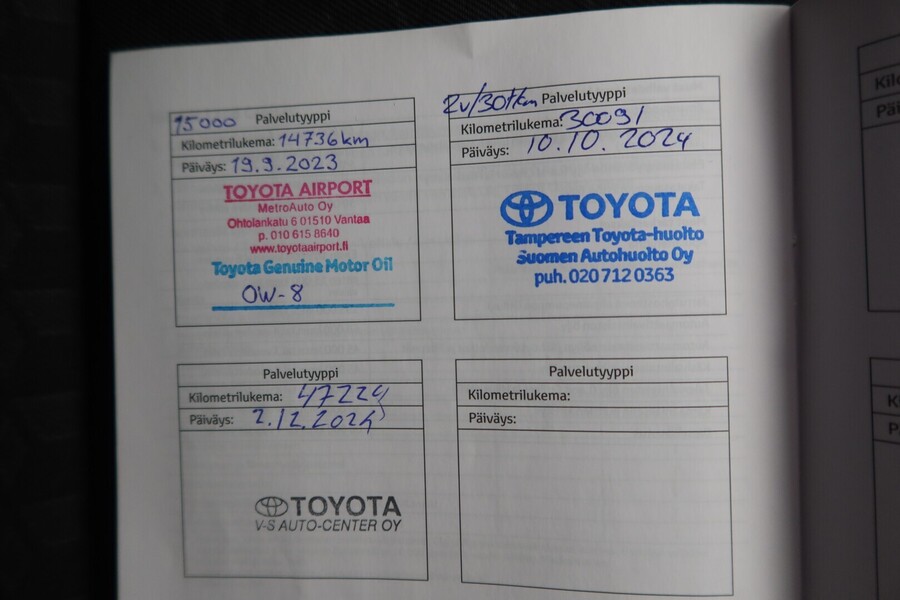 15000 Palvelutyyppi
Kilometrilukema: 14736km
Päiväys: 19.9.2023
TOYOTA AIRPORT
MetroAuto Oy
Ohtolankatu 6 01510 Vantaa
p. 010 615 8640
www.toyotaairport.fi
Toyota Genuine Motor Oil
0W-8
2v/30tkm Palvelutyyppi
Kilometrilukema: 30091
Päiväys: 10.10.2024
TOYOTA
Tampereen Toyota-huolto
Suomen Autohuolto Oy
puh. 020 712 0363
Palvelutyyppi
Kilometrilukema: 47224
Päiväys: 2.12.2024
TOYOTA
V-S AUTO-CENTER OY
Palvelutyyppi
Kilometrilukema:
Päiväys: